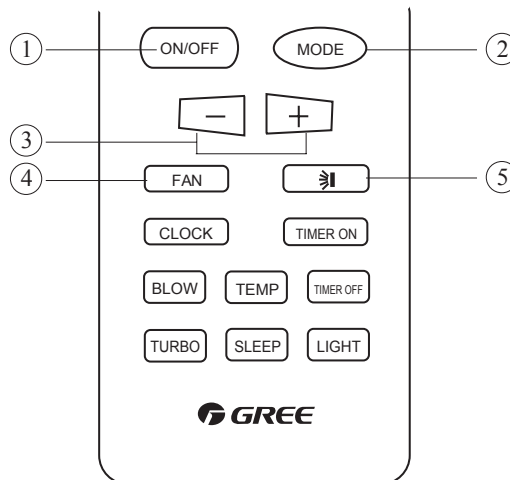 1 ON/OFF MODE 2
− +
3
4 FAN 5
CLOCK TIMER ON
BLOW TEMP TIMER OFF
TURBO SLEEP LIGHT
GREE